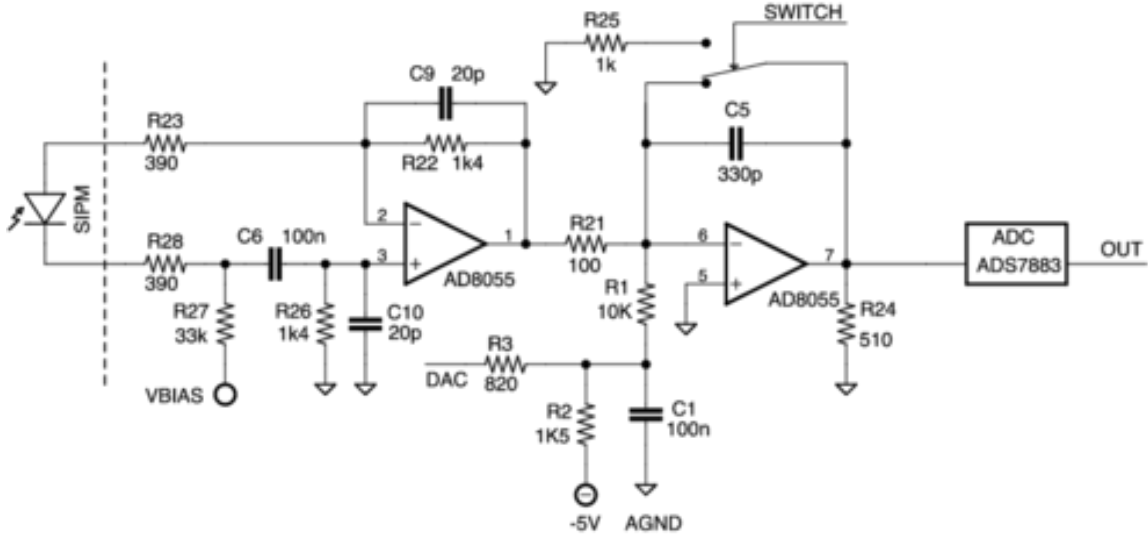 SWITCH
R25
1k
C9 20p
R23
390
R22 1k4
C5
330p
SIPM
2
−
3
+
1
AD8055
R28
390
C6 100n
R21
100
6
−
5
+
7
AD8055
ADC
ADS7883
OUT
R27
33k
R26
1k4
C10
20p
R1
10K
R24
510
VBIAS
DAC
R3
820
R2
1K5
C1
100n
-5V
AGND